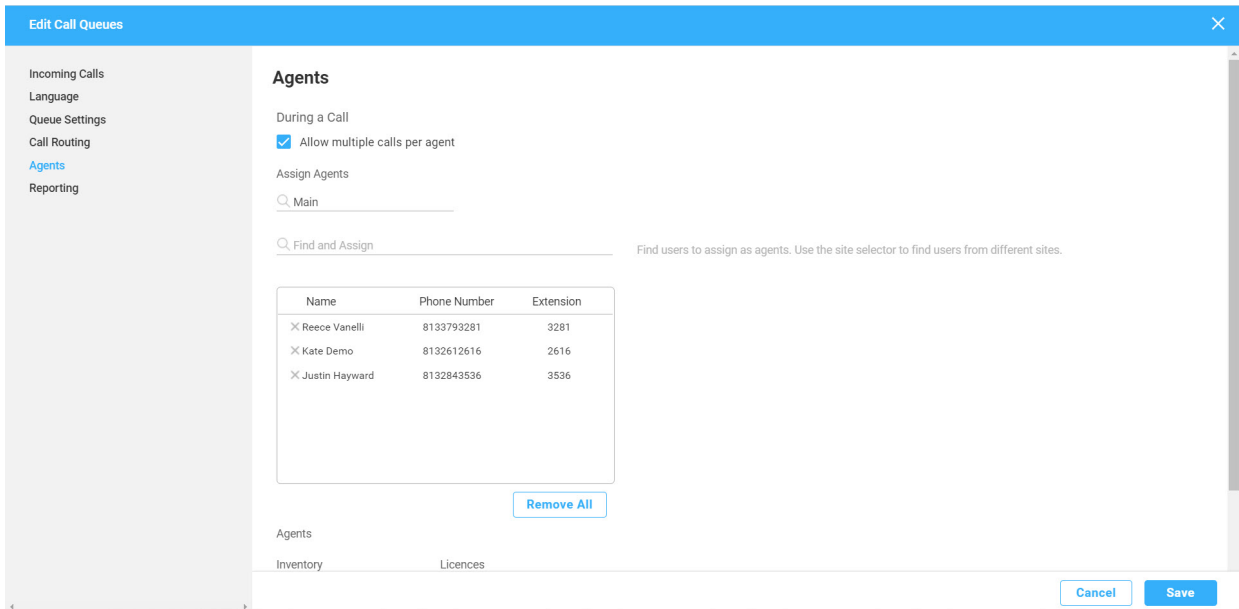 Edit Call Queues
Incoming Calls
Language
Queue Settings
Call Routing
Agents
Reporting
Agents
During a Call
Allow multiple calls per agent
Assign Agents
Main
Find and Assign
Find users to assign as agents. Use the site selector to find users from different sites.
Name Phone Number Extension
Reece Vanelli 8133793281 3281
Kate Demo 8132612616 2616
Justin Hayward 8132843536 3536
Remove All
Agents
Inventory Licences
Cancel Save